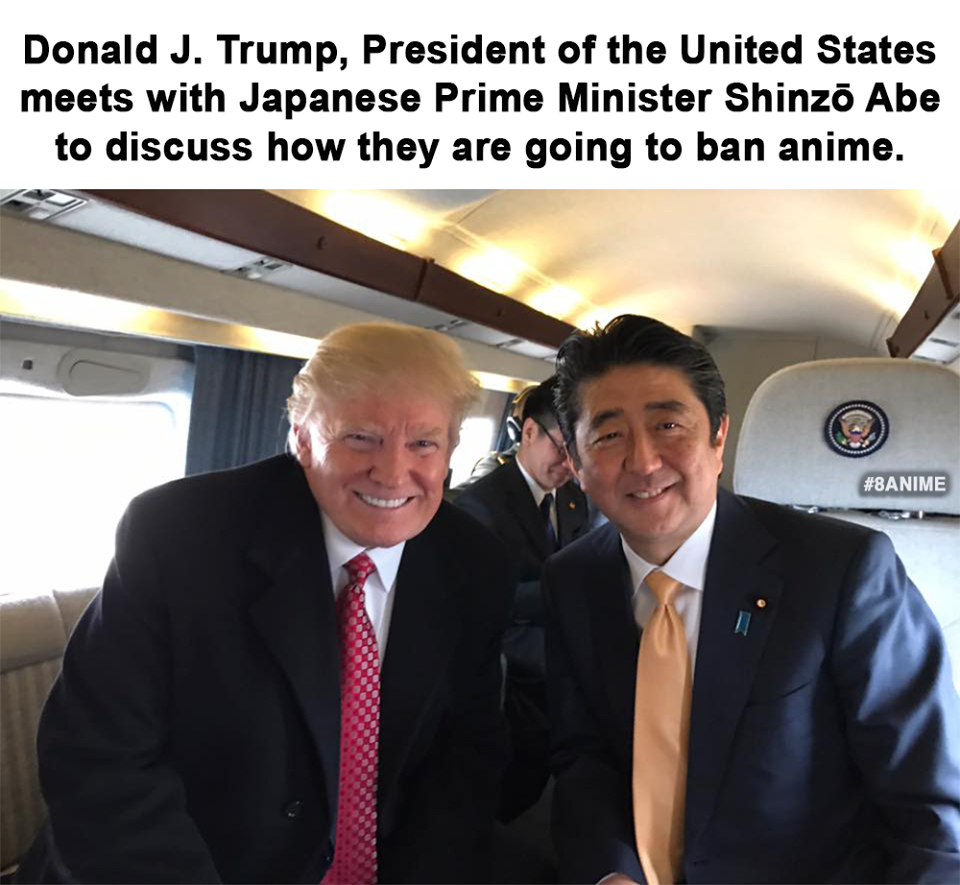 Donald J. Trump, President of the United States
meets with Japanese Prime Minister Shinzō Abe
to discuss how they are going to ban anime.
#8ANIME